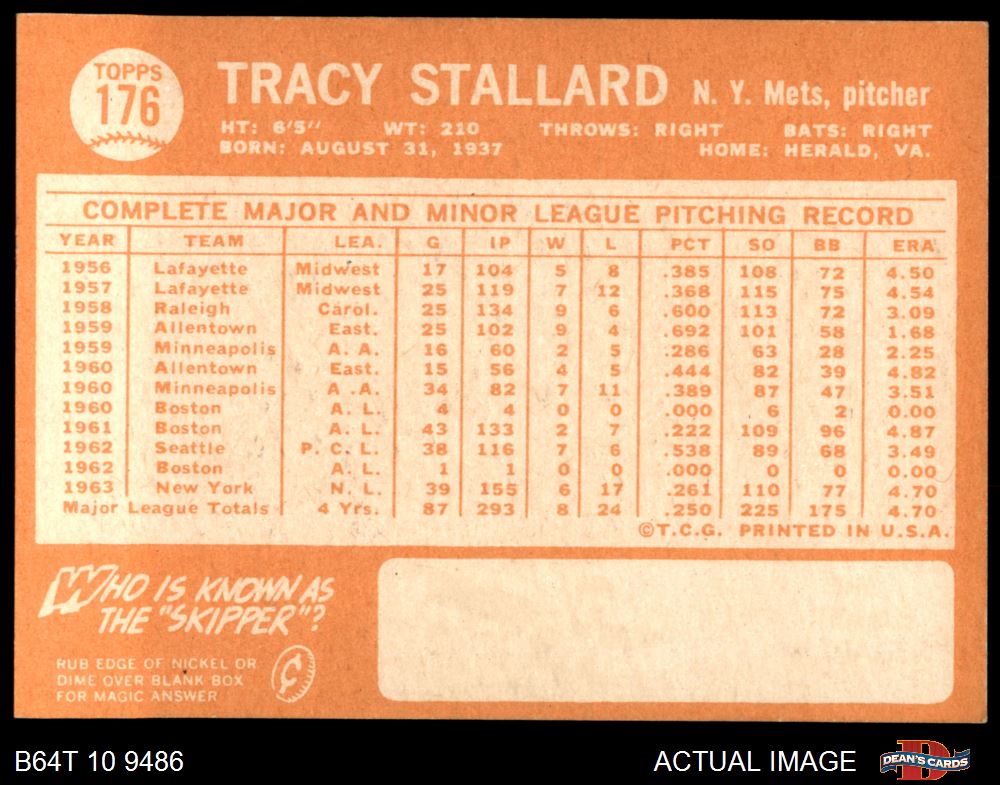 TOPPS
176
TRACY STALLARD N. Y. Mets, pitcher
HT: 6'5" WT: 210 THROWS: RIGHT BATS: RIGHT
BORN: AUGUST 31, 1937 HOME: HERALD, VA.
COMPLETE MAJOR AND MINOR LEAGUE PITCHING RECORD
YEAR TEAM LEA. G IP W L PCT SO BB ERA
1956 Lafayette Midwest 17 104 5 8 .385 108 72 4.50
1957 Lafayette Midwest 25 119 7 12 .368 115 75 4.54
1958 Raleigh Carol. 25 134 9 6 .600 113 72 3.09
1959 Allentown East. 25 102 9 4 .692 101 58 1.68
1959 Minneapolis A. A. 16 60 2 5 .286 63 28 2.25
1960 Allentown East. 15 56 4 5 .444 82 39 4.82
1960 Minneapolis A .A. 34 82 7 11 .389 87 47 3.51
1960 Boston A. L. 4 4 0 0 .000 6 2 0.00
1961 Boston A. L. 43 133 2 7 .222 109 96 4.87
1962 Seattle P. C. L. 38 116 7 6 .538 89 68 3.49
1962 Boston A. L. 1 1 0 0 .000 0 0 0.00
1963 New York N. L. 39 155 6 17 .261 110 77 4.70
Major League Totals 4 Yrs. 87 293 8 24 .250 225 175 4.70
©T.C.G. PRINTED IN U.S.A.
WHO IS KNOWN AS
THE "SKIPPER"?
RUB EDGE OF NICKEL OR
DIME OVER BLANK BOX
FOR MAGIC ANSWER
¢
B64T 10 9486 ACTUAL IMAGE
D
DEAN'S CARDS